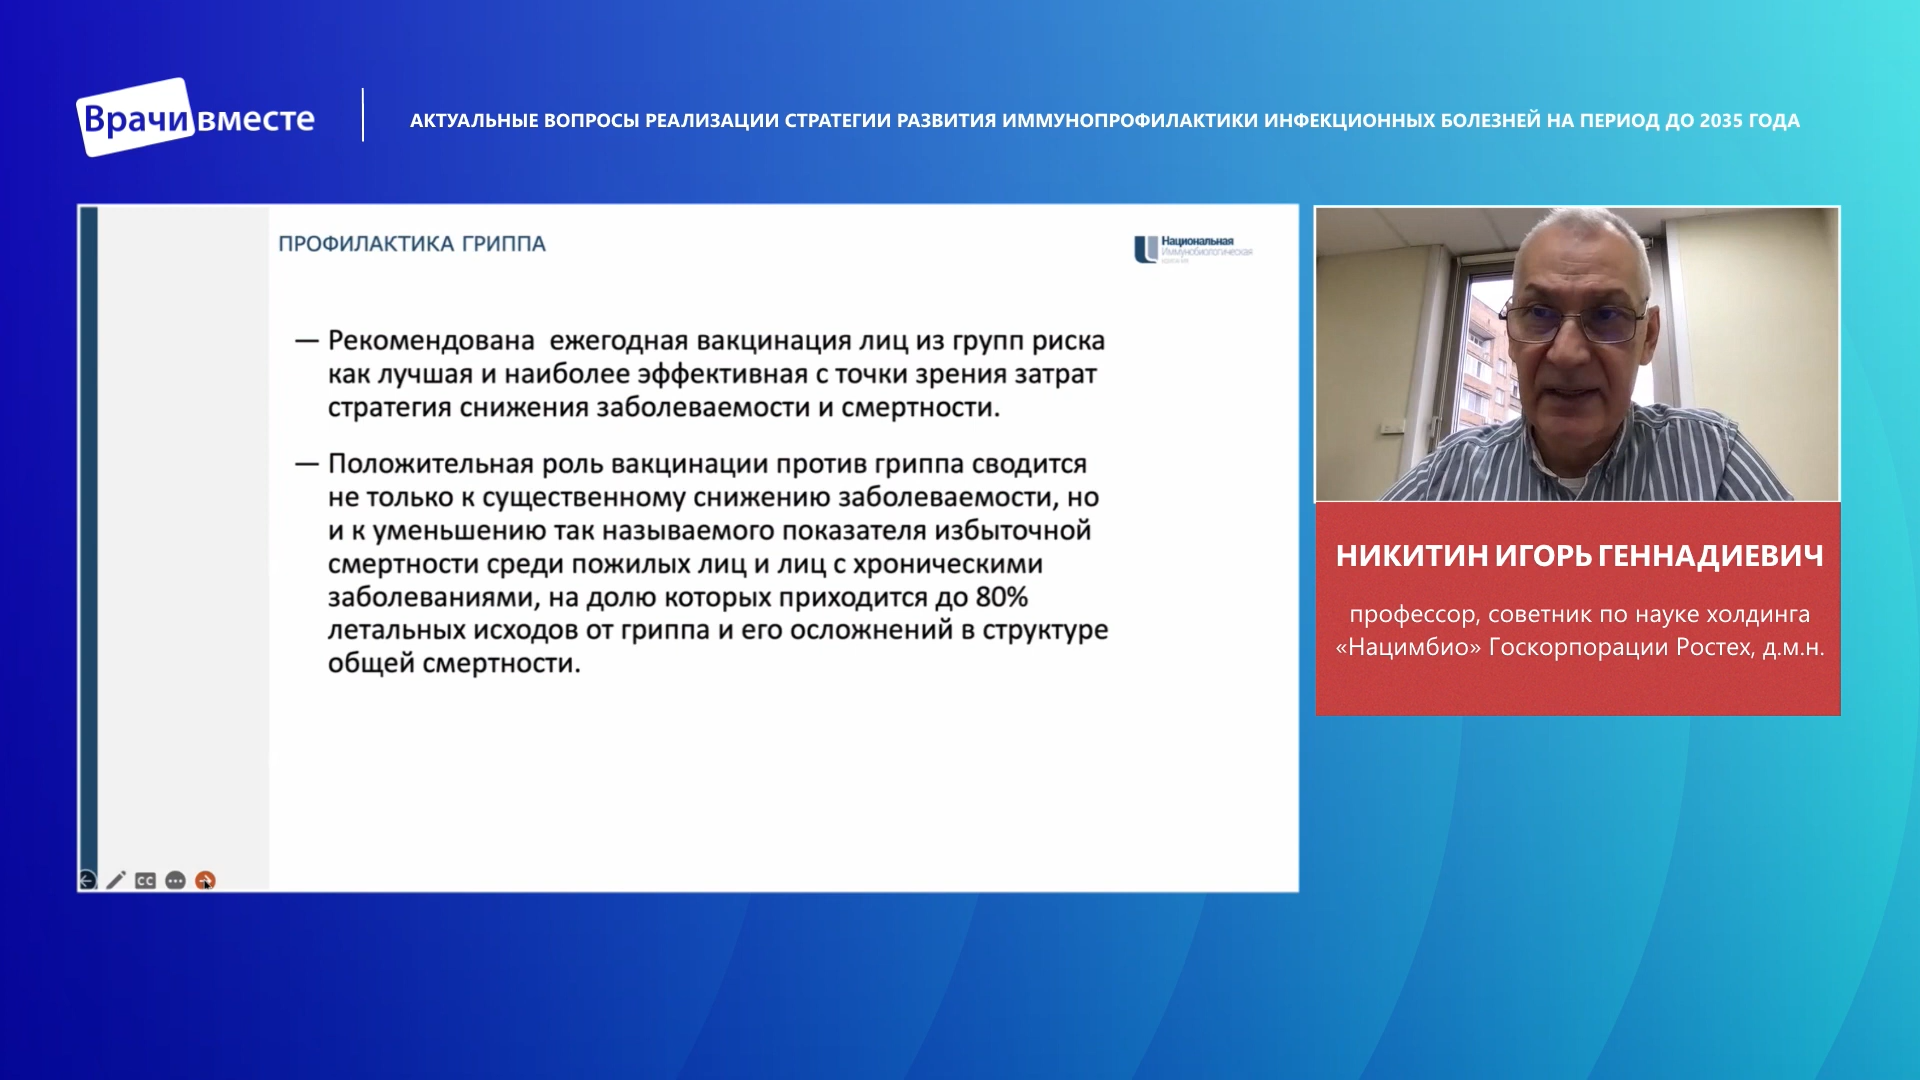 Врачи вместе
АКТУАЛЬНЫЕ ВОПРОСЫ РЕАЛИЗАЦИИ СТРАТЕГИИ РАЗВИТИЯ ИММУНОПРОФИЛАКТИКИ ИНФЕКЦИОННЫХ БОЛЕЗНЕЙ НА ПЕРИОД ДО 2035 ГОДА
ПРОФИЛАКТИКА ГРИППА
Национальная
Иммунобиологическая
— Рекомендована  ежегодная вакцинация лиц из групп риска
как лучшая и наиболее эффективная с точки зрения затрат
стратегия снижения заболеваемости и смертности.
— Положительная роль вакцинации против гриппа сводится
не только к существенному снижению заболеваемости, но
и к уменьшению так называемого показателя избыточной
смертности среди пожилых лиц и лиц с хроническими
заболеваниями, на долю которых приходится до 80%
летальных исходов от гриппа и его осложнений в структуре
общей смертности.
CC
НИКИТИН ИГОРЬ ГЕННАДИЕВИЧ
профессор, советник по науке холдинга
«Нацимбио» Госкорпорации Ростех, д.м.н.